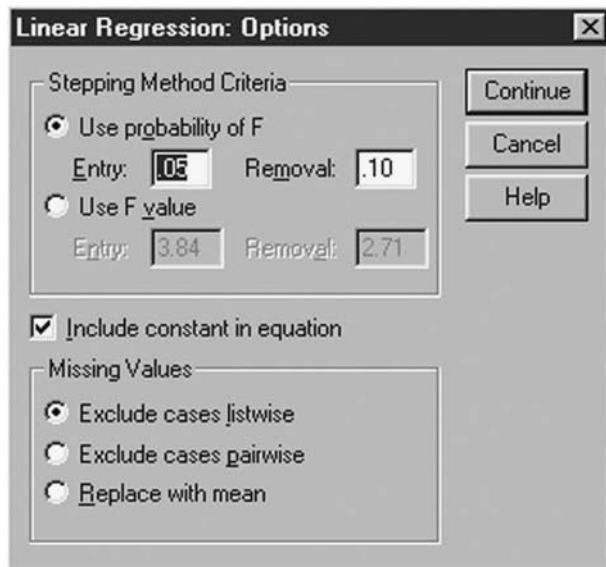 Linear Regression: Options
Stepping Method Criteria
Use probability of F
Entry: .05 Removal: .10
Use F value
Entry: 3.84 Removal: 2.71
Include constant in equation
Missing Values
Exclude cases listwise
Exclude cases pairwise
Replace with mean
Continue
Cancel
Help